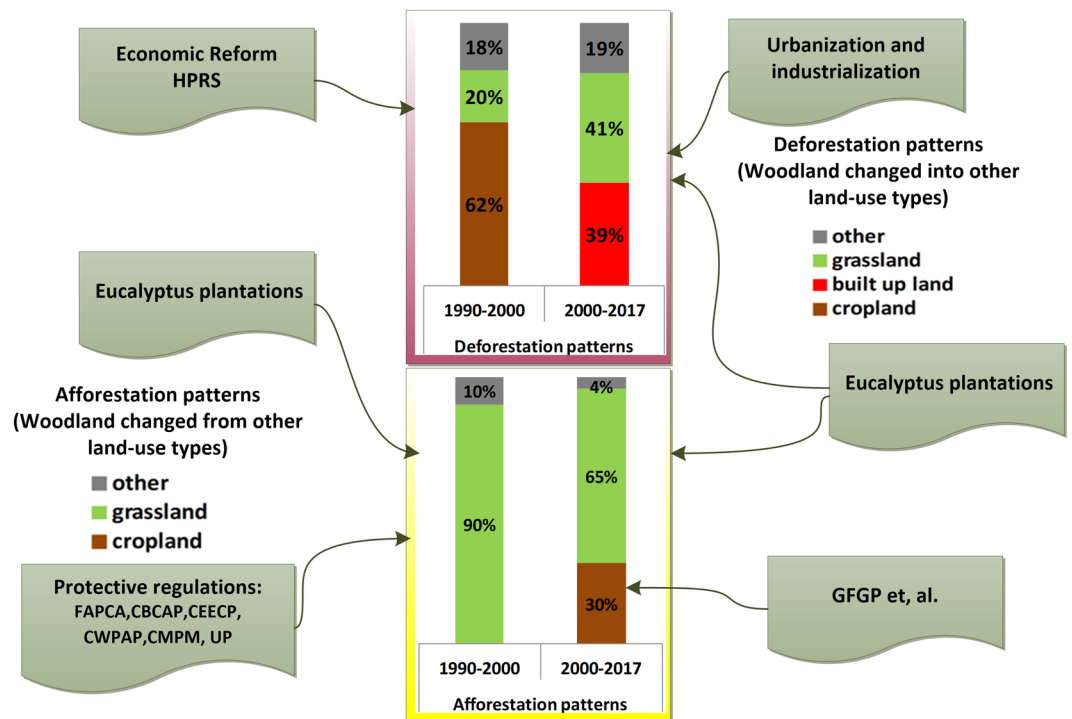 Economic Reform
HPRS
18%
20%
62%
19%
41%
39%
1990-2000
2000-2017
Deforestation patterns
Urbanization and
industrialization
Deforestation patterns
(Woodland changed into other
land-use types)
other
grassland
built up land
cropland
Eucalyptus plantations
Eucalyptus plantations
Afforestation patterns
(Woodland changed from other
land-use types)
other
grassland
cropland
10%
90%
4%
65%
30%
1990-2000
2000-2017
Afforestation patterns
Protective regulations:
FAPCA,CBCAP,CEECP,
CWPAP,CMPM, UP
GFGP et, al.